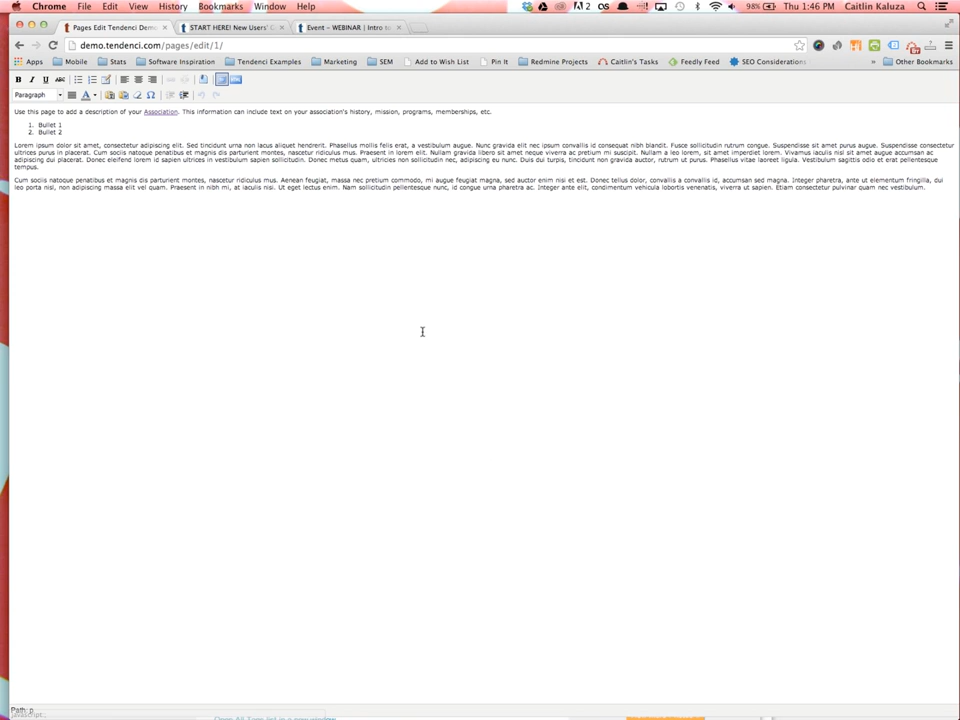 Chrome File Edit View History Bookmarks Window Help 2 98% Thu 1:46 PM Caitlin Kaluza
Pages Edit Tendenci Demo START HERE! New Users' C Event – WEBINAR | Intro to
demo.tendenci.com/pages/edit/1/
Apps Mobile Stats Software Inspiration Tendenci Examples Marketing SEM Add to Wish List Pin It Redmine Projects Caitlin's Tasks Feedly Feed SEO Considerations » Other Bookmarks
B I U ABC
Paragraph A Ω
Use this page to add a description of your Association. This information can include text on your association's history, mission, programs, memberships, etc.
1. Bullet 1
2. Bullet 2
Lorem ipsum dolor sit amet, consectetur adipiscing elit. Sed tincidunt urna non lacus aliquet hendrerit. Phasellus mollis felis erat, a vestibulum augue. Nunc gravida elit nec ipsum convallis id consequat nibh blandit. Fusce sollicitudin rutrum congue. Suspendisse sit amet purus augue. Suspendisse consectetur
ultrices purus in placerat. Cum sociis natoque penatibus et magnis dis parturient montes, nascetur ridiculus mus. Nullam gravida libero sit amet neque viverra ac pretium mi suscipit. Nullam a leo sem, sit amet imperdiet lorem. Vivamus iaculis nisl sit amet augue accumsan ac
adipiscing dui placerat. Donec eleifend lorem id sapien ultrices in vestibulum sapien sollicitudin. Donec metus quam, ultricies non sollicitudin nec, adipiscing eu nunc. Duis dui turpis, tincidunt non gravida auctor, rutrum ut purus. Phasellus vitae laoreet ligula. Vestibulum sagittis odio et erat pellentesque
tempus.
Cum sociis natoque penatibus et magnis dis parturient montes, nascetur ridiculus mus. Aenean feugiat, massa nec pretium commodo, mi augue feugiat magna, sed auctor enim nisi et est. Donec tellus dolor, convallis a convallis id, accumsan sed magna. Integer pharetra, ante ut elementum fringilla, dui
leo porta nisl, non adipiscing massa elit vel quam. Praesent in nibh mi, at iaculis nisi. Ut eget lectus enim. Nam sollicitudin pellentesque nunc, id congue urna pharetra ac. Integer ante elit, condimentum vehicula lobortis venenatis, viverra ut sapien. Etiam consectetur pulvinar quam nec vestibulum.
Path: p